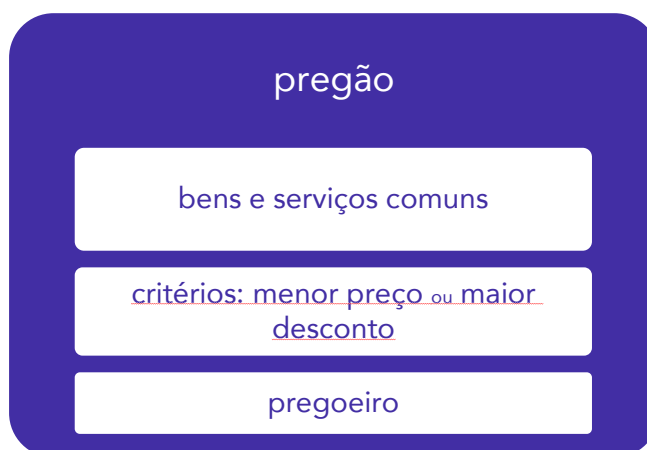 pregão
bens e serviços comuns
critérios: menor preço ou maior
desconto
pregoeiro